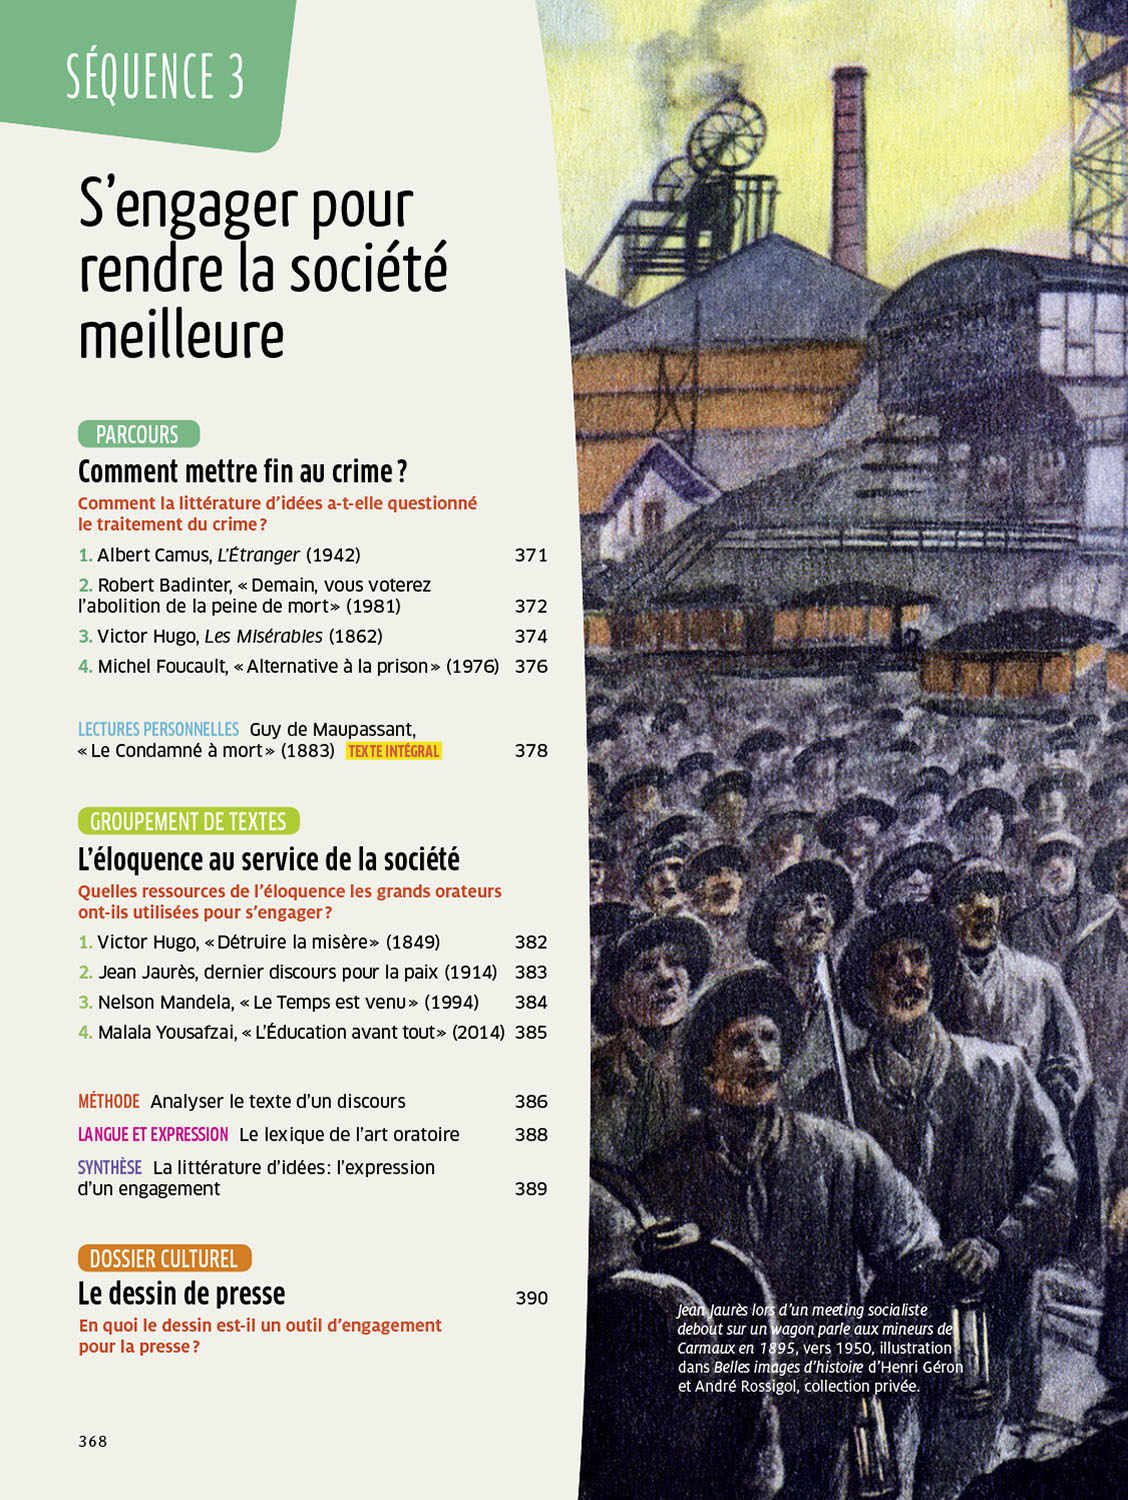 SÉQUENCE 3
S’engager pour
rendre la société
meilleure
PARCOURS
Comment mettre fin au crime ?
Comment la littérature d’idées a-t-elle questionné
le traitement du crime ?
1. Albert Camus, L’Étranger (1942) 371
2. Robert Badinter, « Demain, vous voterez
l’abolition de la peine de mort » (1981) 372
3. Victor Hugo, Les Misérables (1862) 374
4. Michel Foucault, « Alternative à la prison » (1976) 376
LECTURES PERSONNELLES Guy de Maupassant,
« Le Condamné à mort » (1883) TEXTE INTÉGRAL 378
GROUPEMENT DE TEXTES
L’éloquence au service de la société
Quelles ressources de l’éloquence les grands orateurs
ont-ils utilisées pour s’engager ?
1. Victor Hugo, « Détruire la misère » (1849) 382
2. Jean Jaurès, dernier discours pour la paix (1914) 383
3. Nelson Mandela, « Le Temps est venu » (1994) 384
4. Malala Yousafzai, « L’Éducation avant tout » (2014) 385
MÉTHODE Analyser le texte d’un discours 386
LANGUE ET EXPRESSION Le lexique de l’art oratoire 388
SYNTHÈSE La littérature d’idées : l’expression
d’un engagement 389
DOSSIER CULTUREL
Le dessin de presse 390
En quoi le dessin est-il un outil d’engagement
pour la presse ?
Jean Jaurès lors d’un meeting socialiste
debout sur un wagon parle aux mineurs de
Carmaux en 1895, vers 1950, illustration
dans Belles images d’histoire d’Henri Géron
et André Rossigol, collection privée.
368